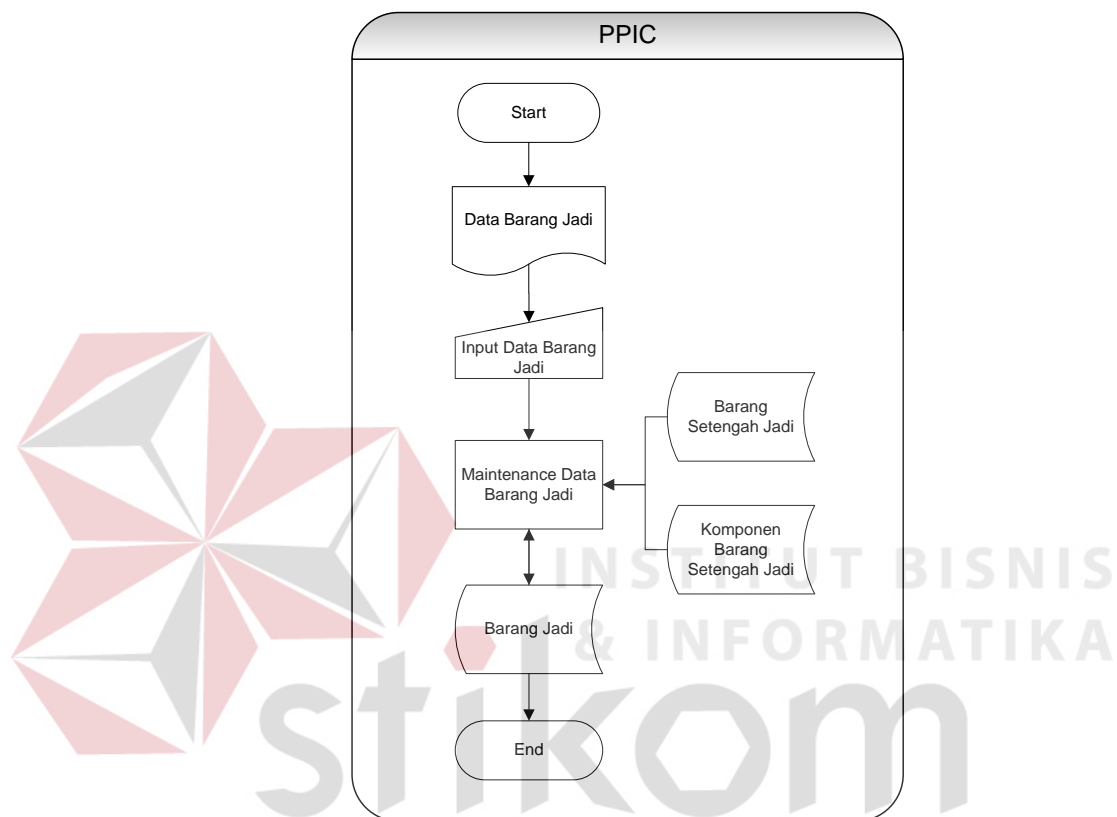 PPIC
Start
Data Barang Jadi
Input Data Barang
Jadi
Barang
Setengah Jadi
Maintenance Data
Barang Jadi
Komponen
Barang
Setengah Jadi
Barang Jadi
End
INSTITUT BISNIS
& INFORMATIKA
stikom